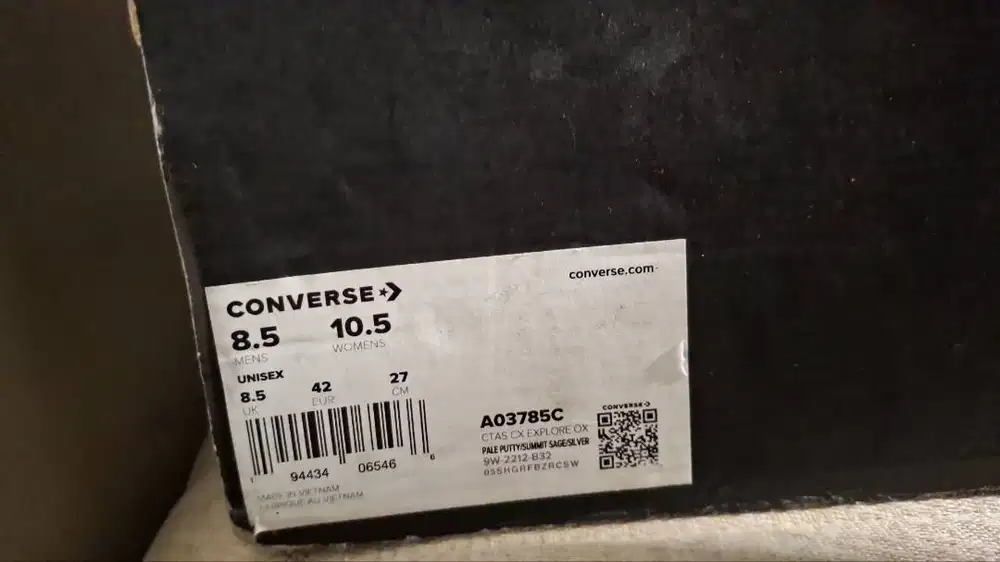 converse.com
CONVERSE
8.5 10.5
MENS WOMENS
UNISEX
8.5 42 27
UK EUR CM
1 94434 06546 6
MADE IN VIETNAM
FABRIQUE AU VIETNAM
CONVERSE
A03785C
CTAS CX EXPLORE OX
PALE PUTTY/SUMMIT SAGE/SILVER
9W-2212-B32